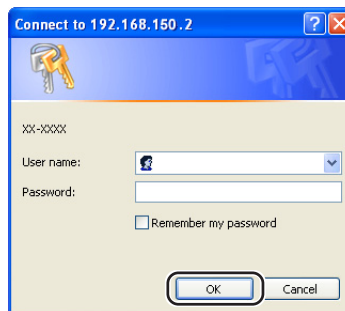 Connect to 192.168.150.2
XX-XXXX
User name:
Password:
Remember my password
OK
Cancel